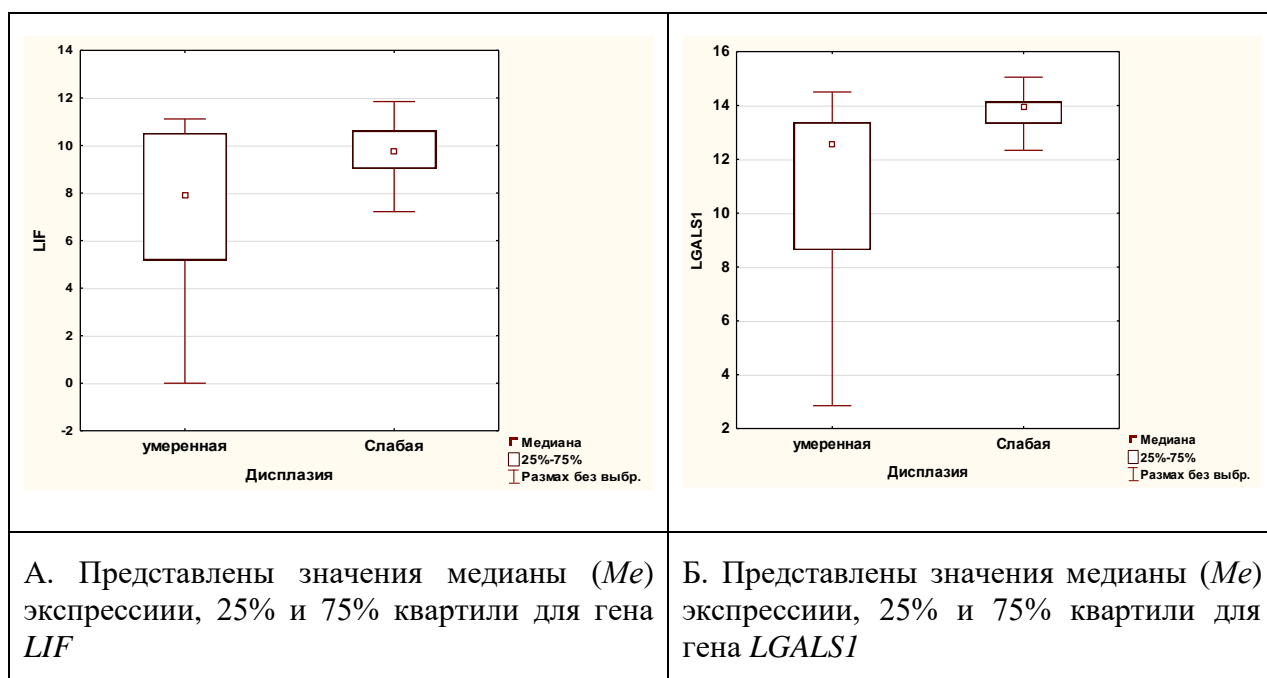 14
12
10
8
6
4
2
0
-2
LIF
умеренная
Слабая
Дисплазия
Медиана
25%-75%
Размах без выбр.
16
14
12
10
8
6
4
2
LGALS1
умеренная
Слабая
Дисплазия
Медиана
25%-75%
Размах без выбр.
А. Представлены значения медианы (Me)
экспрессиии, 25% и 75% квартили для гена
LIF
Б. Представлены значения медианы (Me)
экспрессиии, 25% и 75% квартили для
гена LGALS1